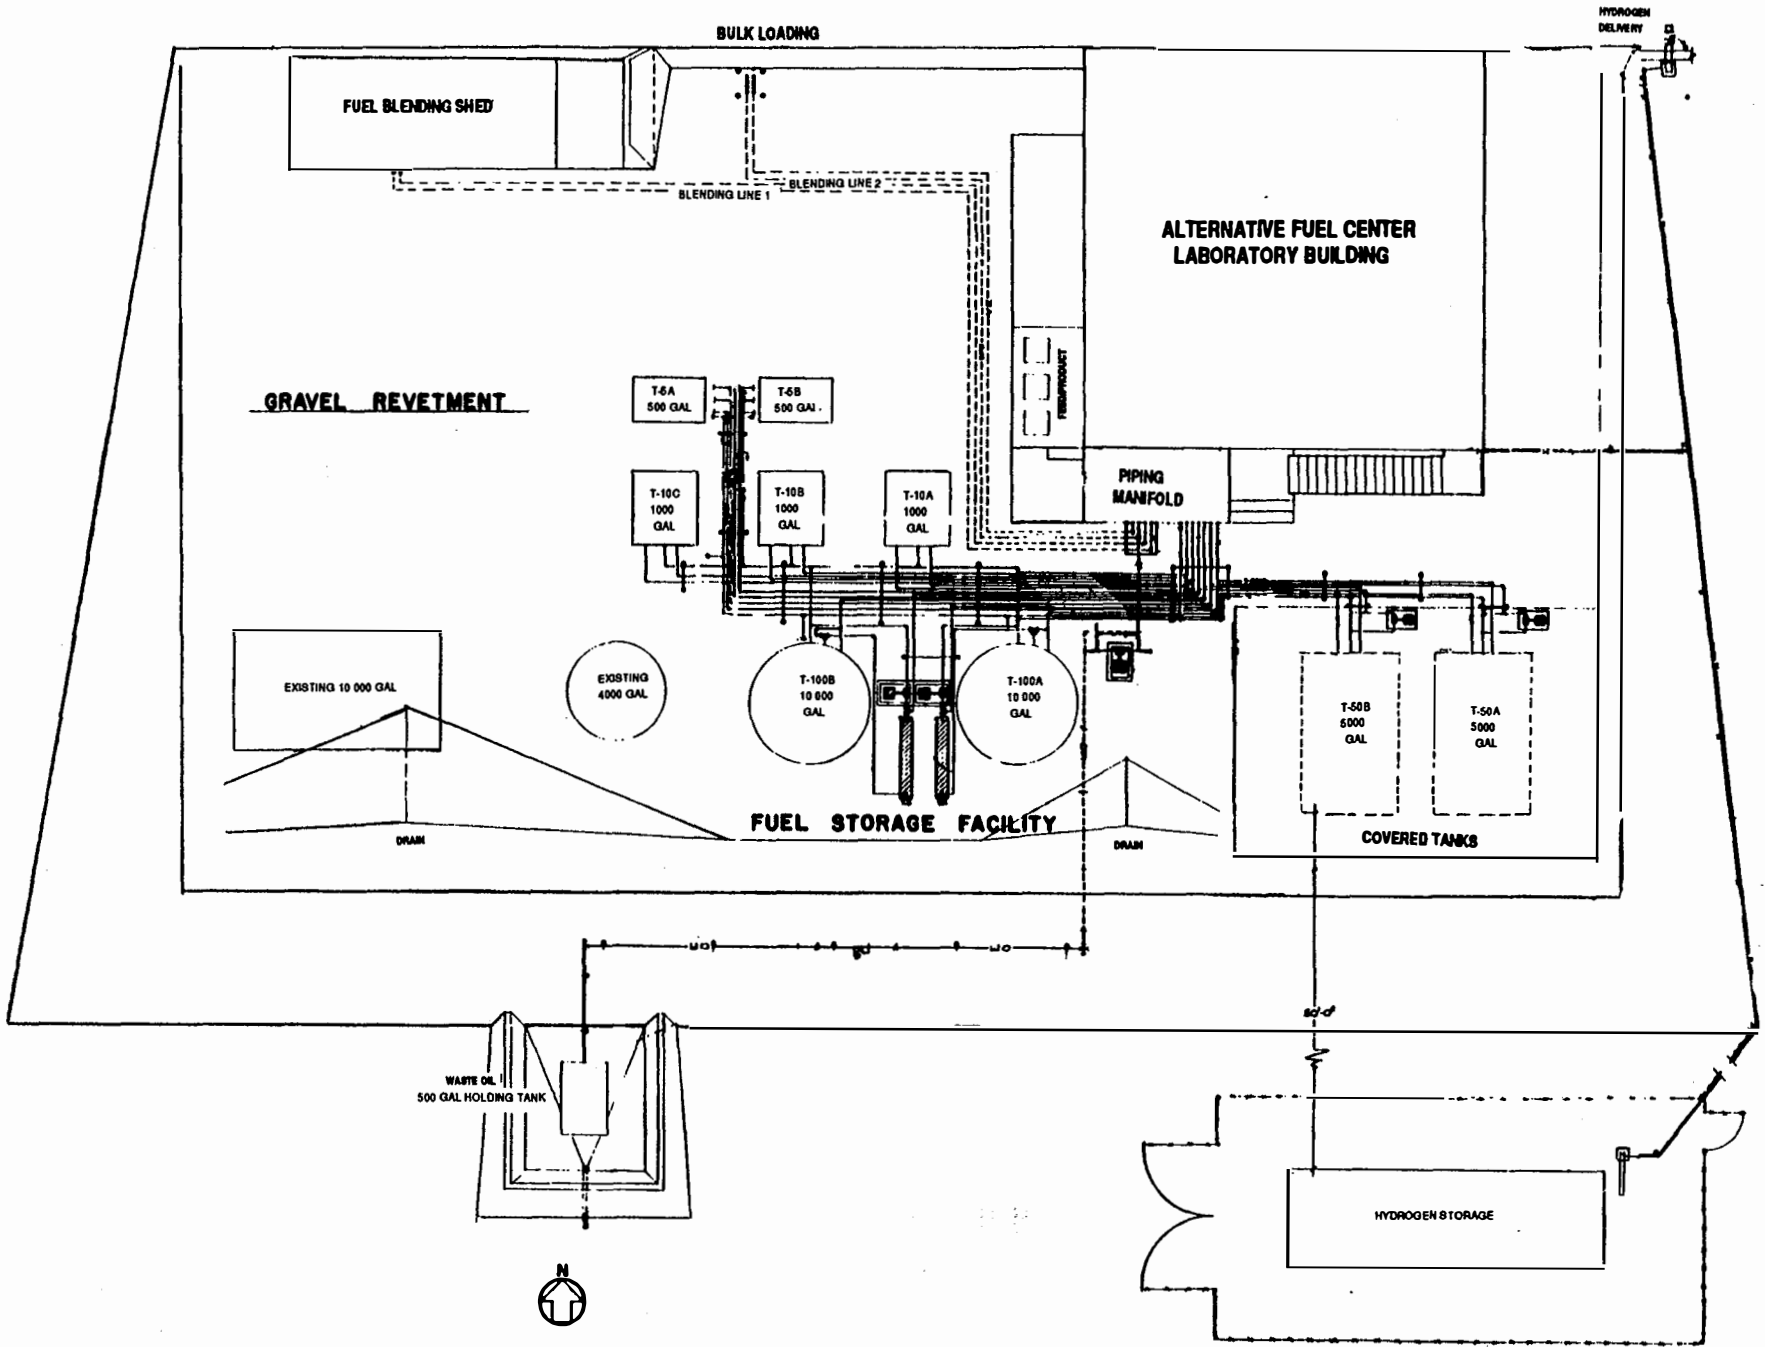 HYDROGEN
DELIVERY
BULK LOADING
FUEL BLENDING SHED
BLENDING LINE 2
BLENDING LINE 1
ALTERNATIVE FUEL CENTER
LABORATORY BUILDING
FEED/PRODUCT
GRAVEL REVETMENT
T-5A
500 GAL
T-5B
500 GAL.
T-10C
1000
GAL
T-10B
1000
GAL
T-10A
1000
GAL
PIPING
MANIFOLD
EXISTING 10 000 GAL
EXISTING
4000 GAL
T-100B
10 000
GAL
T-100A
10 000
GAL
T-50B
5000
GAL
T-50A
5000
GAL
FUEL STORAGE FACILITY
DRAIN
DRAIN
COVERED TANKS
WASTE OIL
500 GAL HOLDING TANK
HYDROGEN STORAGE
N